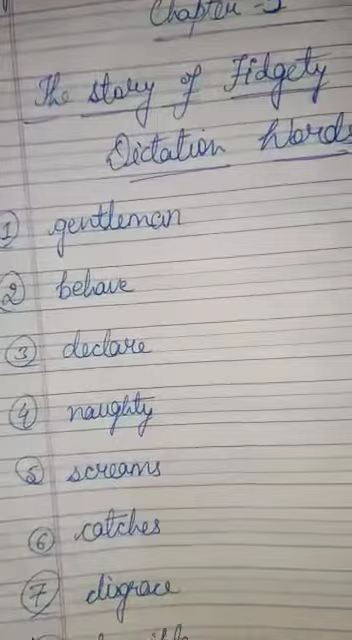 Chapter - 3
The story of Fidgety
Dictation Words
① gentleman
② behave
③ declare
④ naughty
⑤ screams
⑥ catches
⑦ disgrace